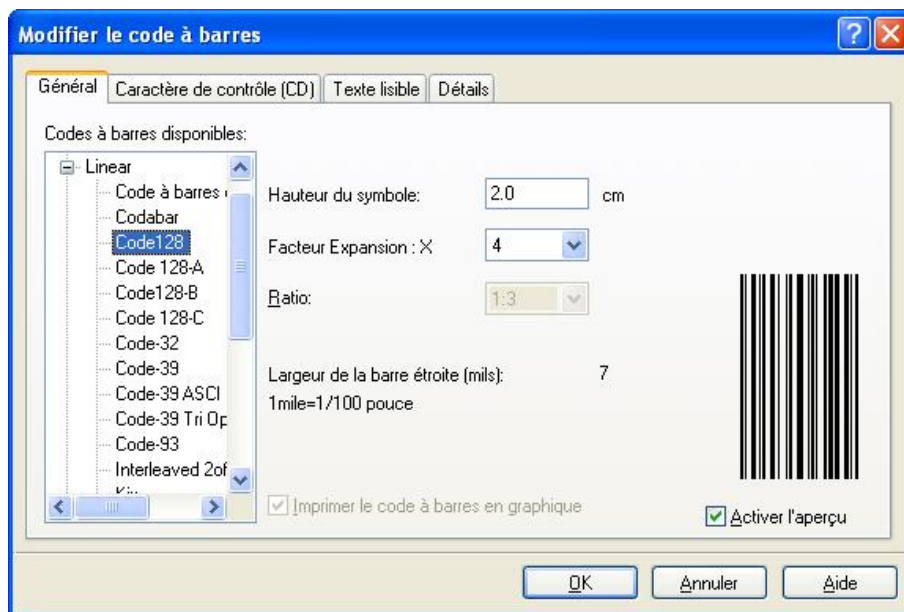 Modifier le code à barres
Général
Caractère de contrôle (CD)
Texte lisible
Détails
Codes à barres disponibles:
Linear
Code à barres
Codabar
Code128
Code 128-A
Code128-B
Code 128-C
Code-32
Code-39
Code-39 ASCI
Code-39 Tri Op
Code-93
Interleaved 2of
Hauteur du symbole:
2.0
cm
Facteur Expansion : X
4
Ratio:
1:3
Largeur de la barre étroite (mils):
7
1mile=1/100 pouce
Imprimer le code à barres en graphique
Activer l'aperçu
OK
Annuler
Aide